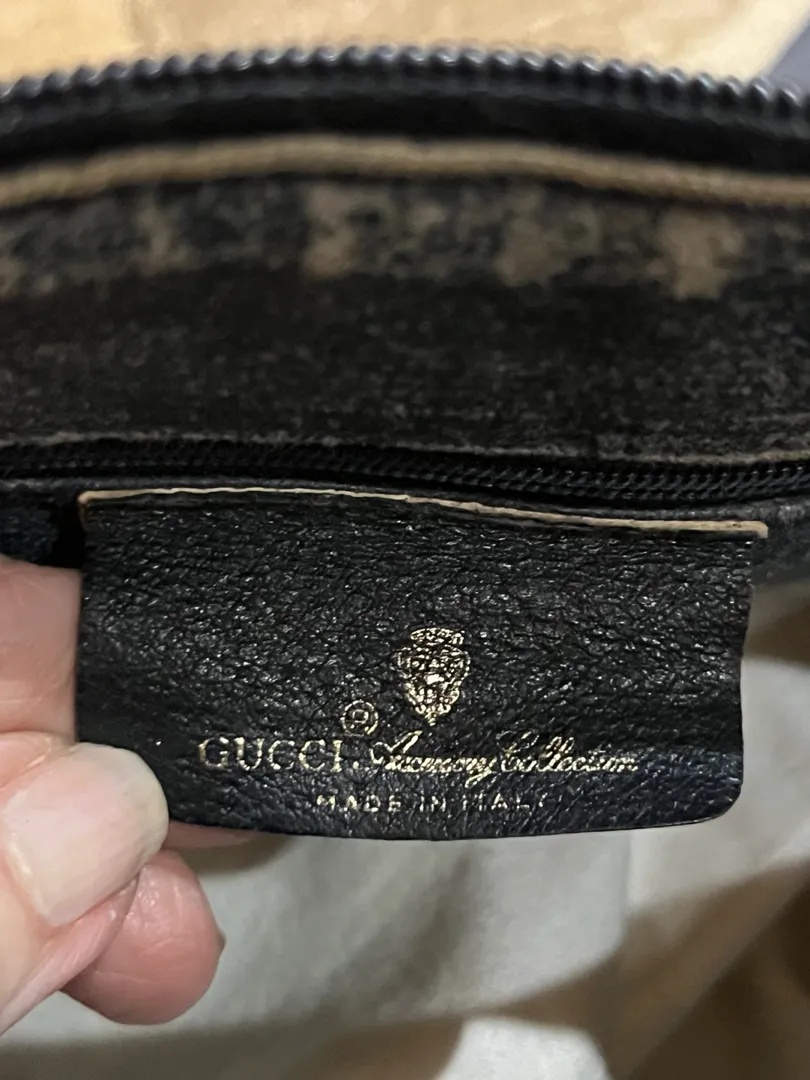 ®
GUCCI Accessory Collection
MADE IN ITALY